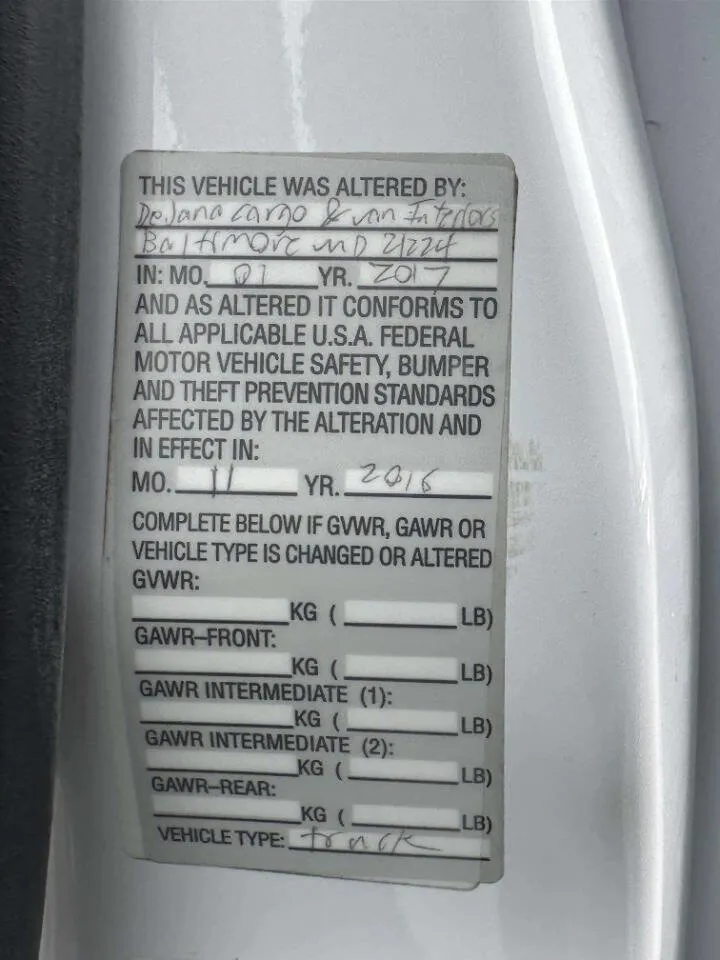 THIS VEHICLE WAS ALTERED BY:
DeJana cargo & van Interiors
Baltimore MD 21224
IN: MO. 01 YR. 2017
AND AS ALTERED IT CONFORMS TO
ALL APPLICABLE U.S.A. FEDERAL
MOTOR VEHICLE SAFETY, BUMPER
AND THEFT PREVENTION STANDARDS
AFFECTED BY THE ALTERATION AND
IN EFFECT IN:
MO. 11 YR. 2016
COMPLETE BELOW IF GVWR, GAWR OR
VEHICLE TYPE IS CHANGED OR ALTERED
GVWR:
KG ( LB)
GAWR–FRONT:
KG ( LB)
GAWR INTERMEDIATE (1):
KG ( LB)
GAWR INTERMEDIATE (2):
KG ( LB)
GAWR–REAR:
KG ( LB)
VEHICLE TYPE: truck